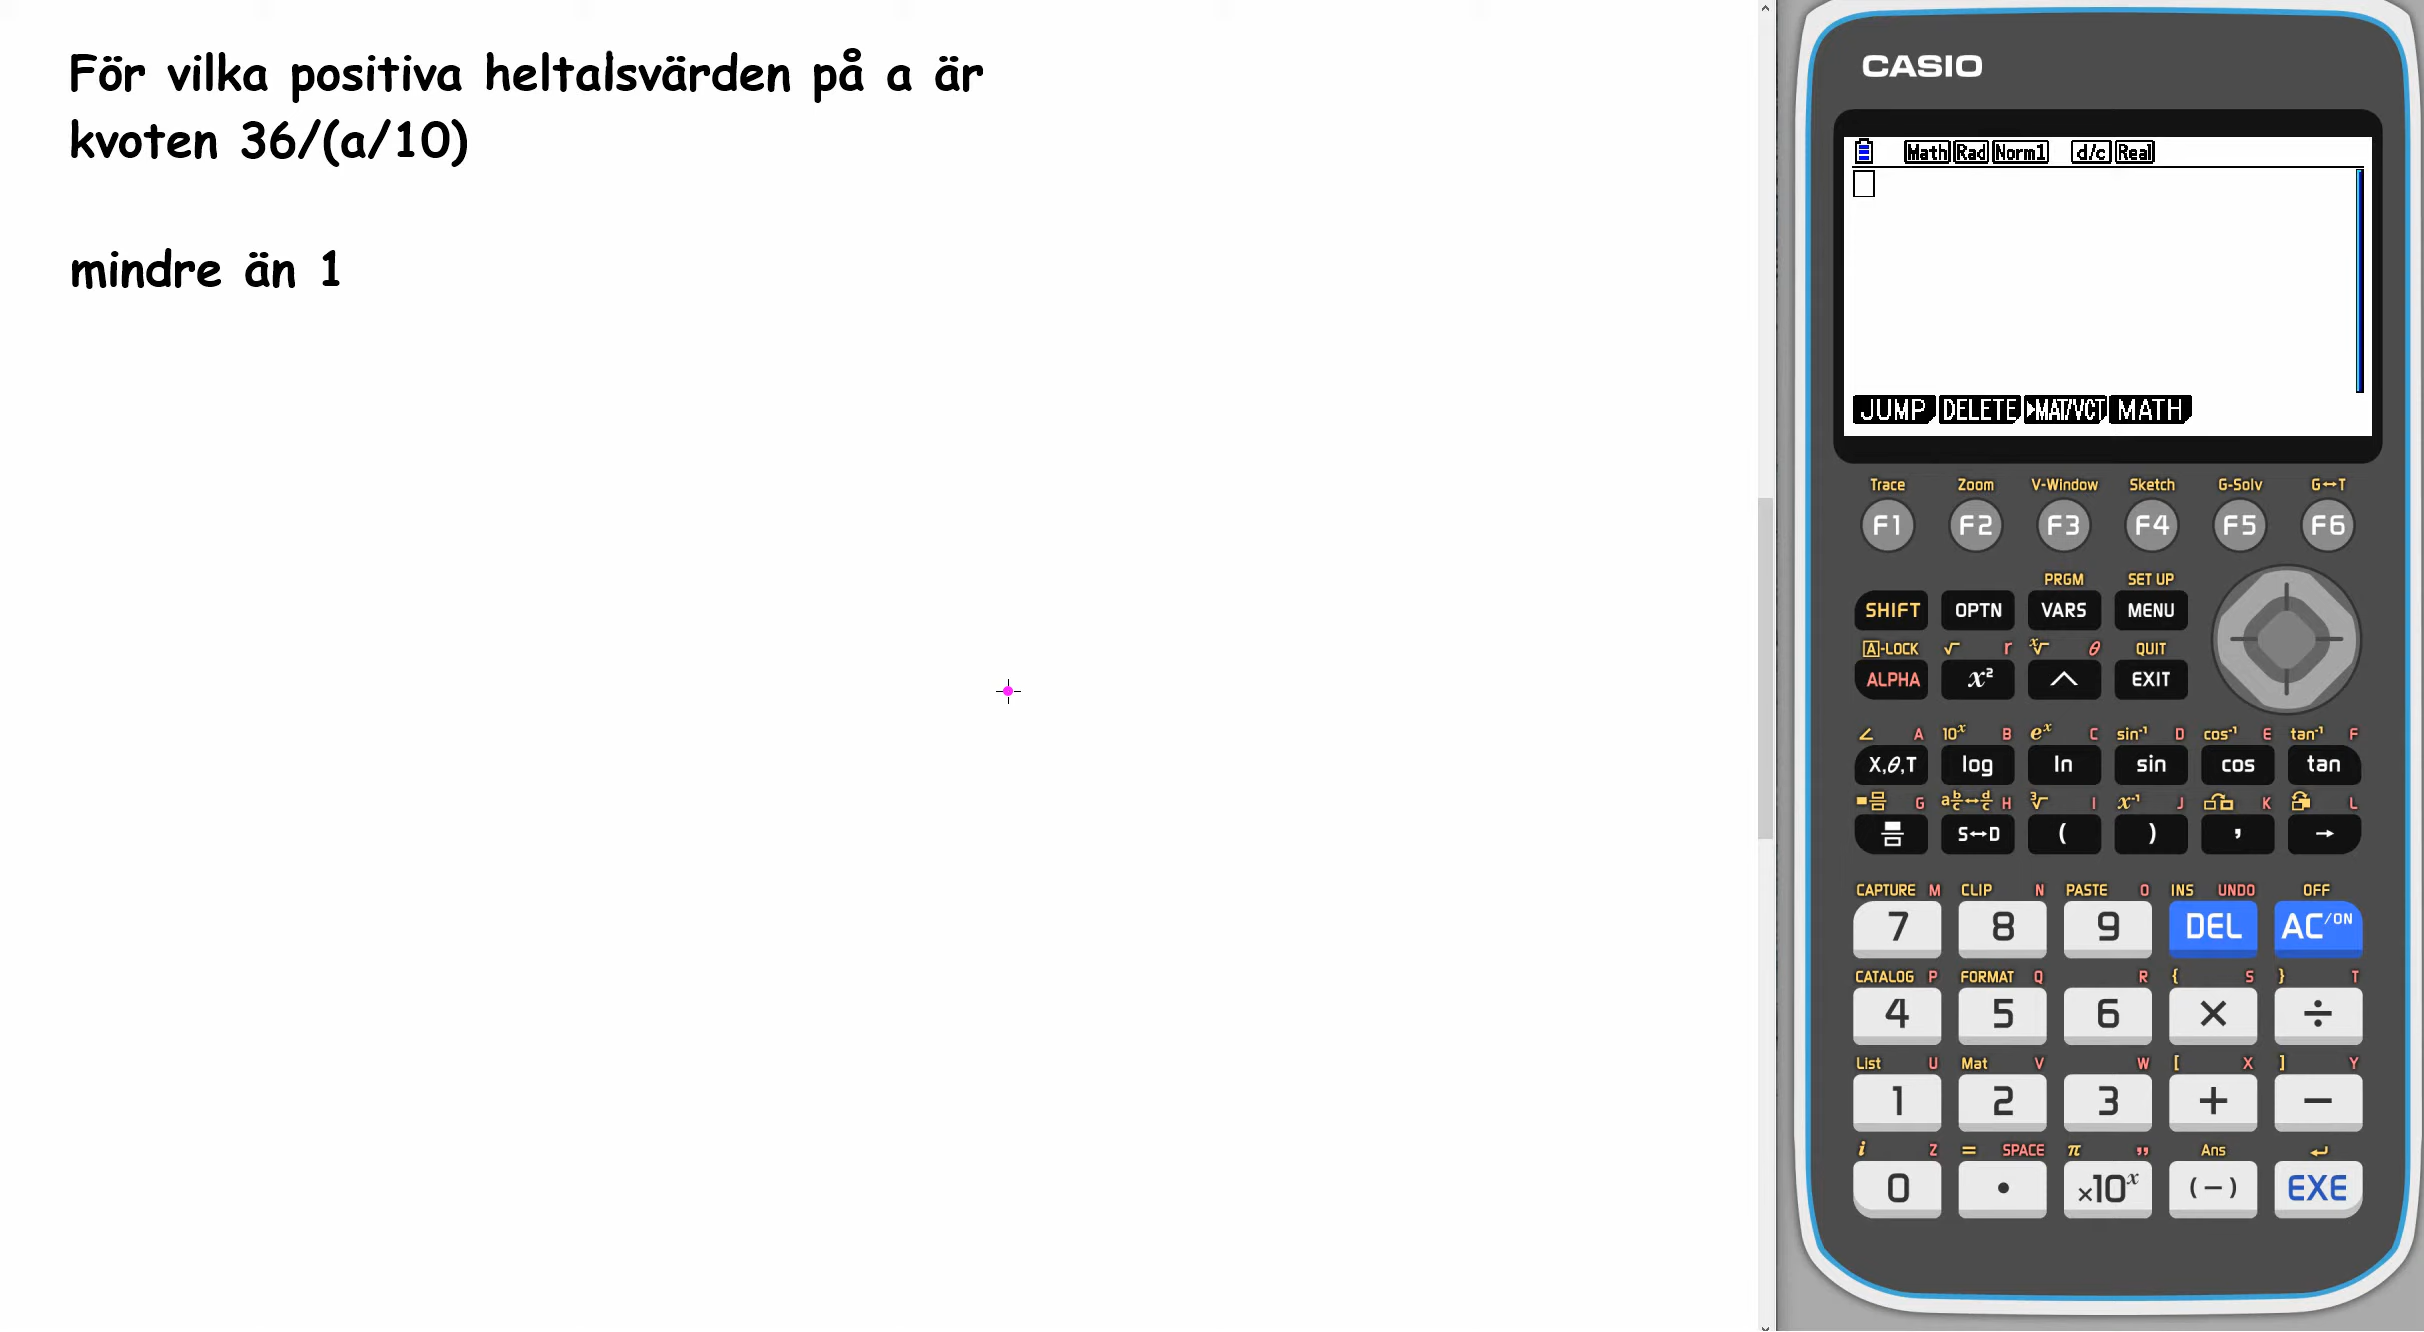 För vilka positiva heltalsvärden på a är
kvoten 36/(a/10)
mindre än 1
CASIO
Math Rad Norm1 d/c Real
JUMP DELETE ▶MAT/VCT MATH
Trace Zoom V-Window Sketch G-Solv G↔T
F1 F2 F3 F4 F5 F6
PRGM SET UP
SHIFT OPTN VARS MENU
A-LOCK √ r ˣ√ θ QUIT
ALPHA x² ^ EXIT
∠ A 10ˣ B eˣ C sin⁻¹ D cos⁻¹ E tan⁻¹ F
X,θ,T log ln sin cos tan
G a b/c↔d/c H ³√ I x⁻¹ J K L
S↔D ( ) , →
CAPTURE M CLIP N PASTE O INS UNDO OFF
7 8 9 DEL AC/ON
CATALOG P FORMAT Q R { S } T
4 5 6 × ÷
List U Mat V W [ X ] Y
1 2 3 + −
i Z = SPACE π " Ans ↵
0 • ×10ˣ (−) EXE